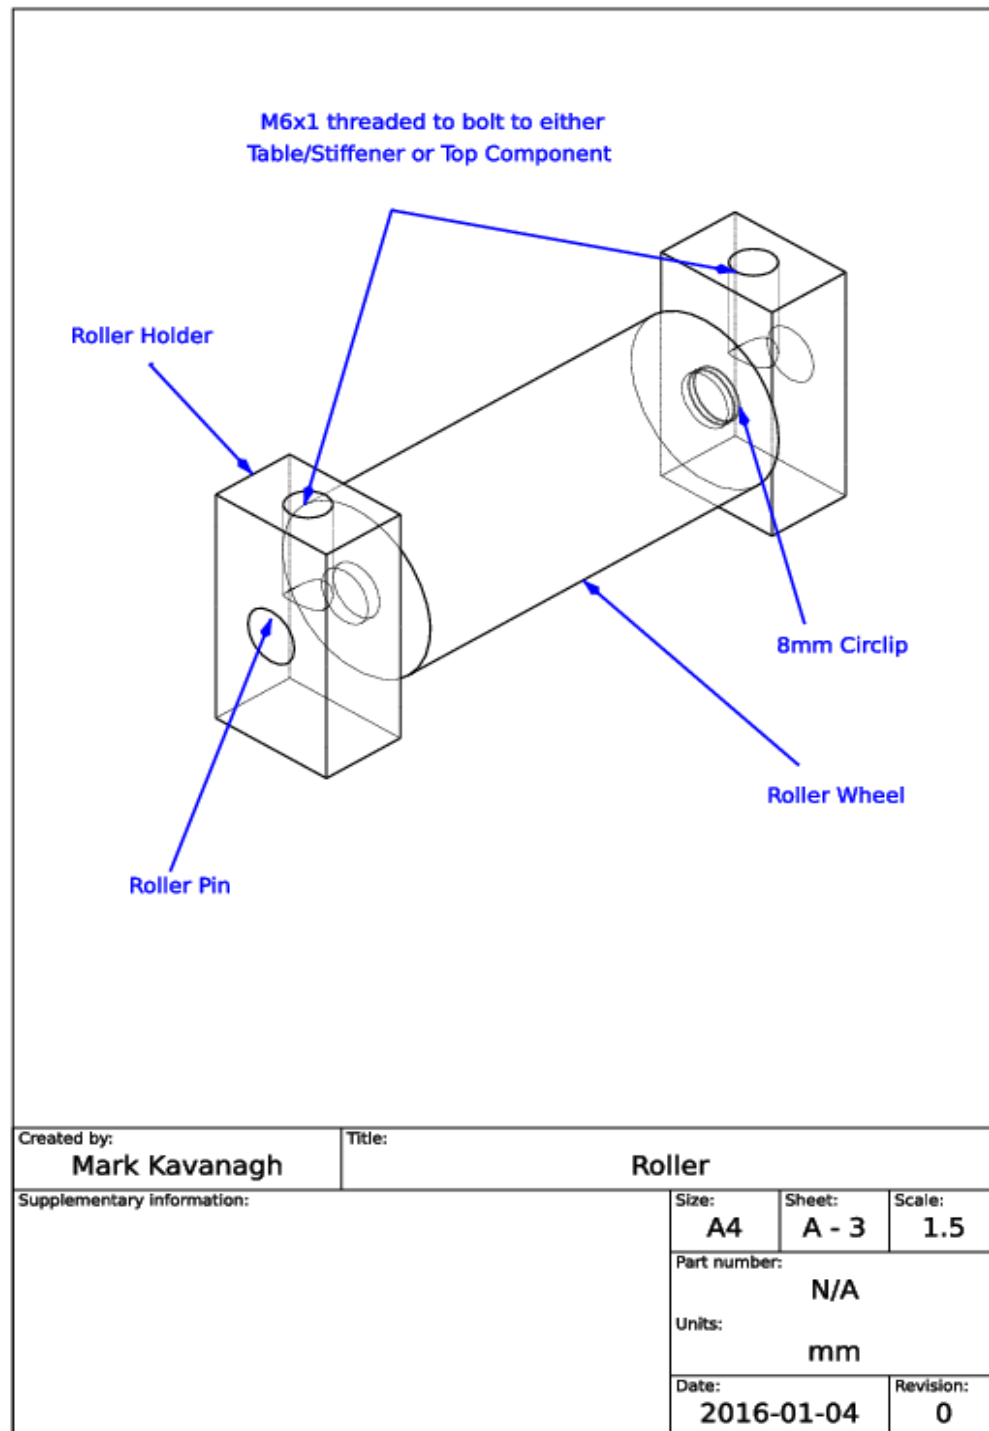 M6x1 threaded to bolt to either
Table/Stiffener or Top Component
Roller Holder
8mm Circlip
Roller Wheel
Roller Pin
Created by:
Mark Kavanagh
Title:
Roller
Supplementary information:
Size:
A4
Sheet:
A - 3
Scale:
1.5
Part number:
N/A
Units:
mm
Date:
2016-01-04
Revision:
0